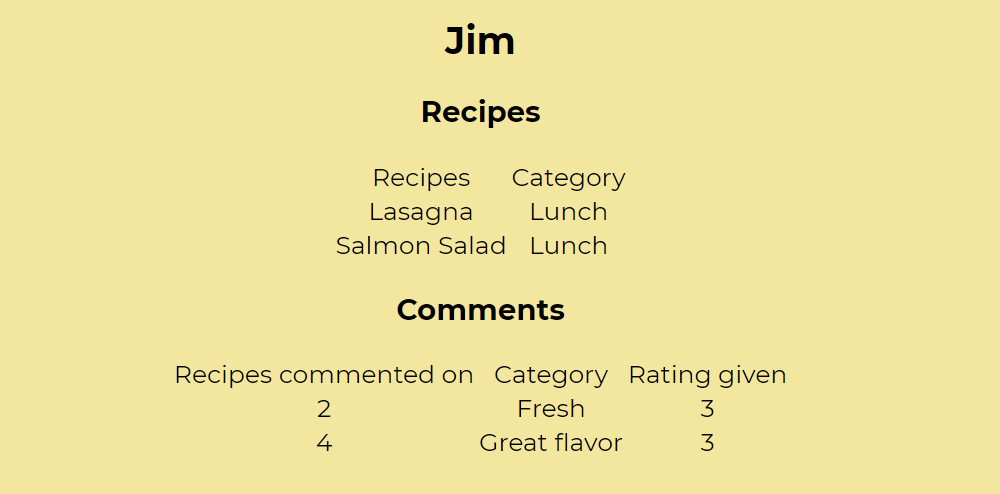 Jim
Recipes
Recipes Category
Lasagna Lunch
Salmon Salad Lunch
Comments
Recipes commented on Category Rating given
2 Fresh 3
4 Great flavor 3